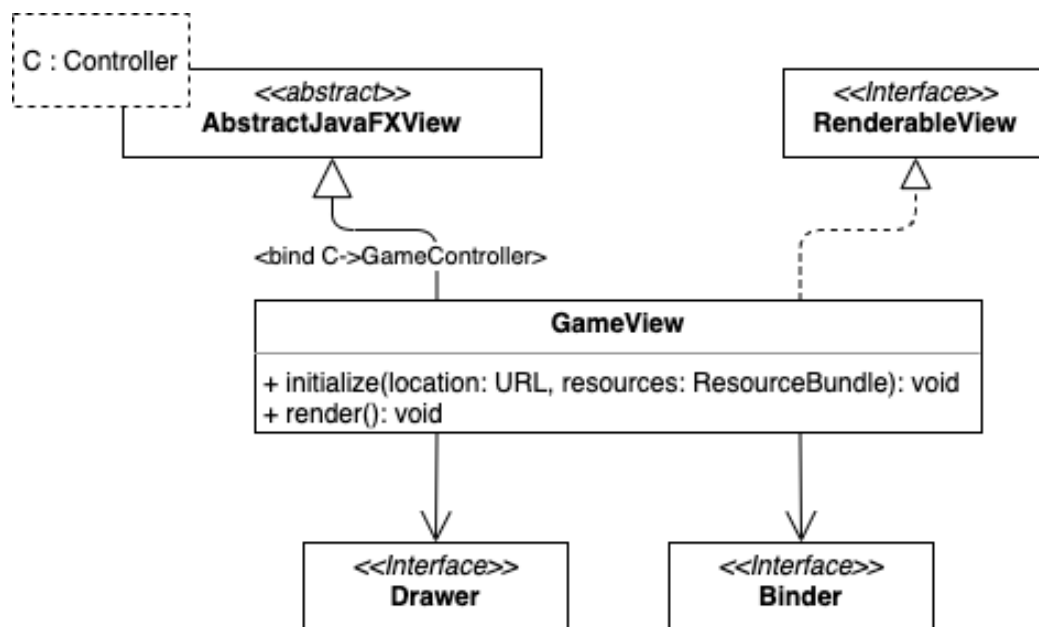 C : Controller
<<abstract>>
AbstractJavaFXView
<<Interface>>
RenderableView
<bind C->GameController>
GameView
+ initialize(location: URL, resources: ResourceBundle): void
+ render(): void
<<Interface>>
Drawer
<<Interface>>
Binder